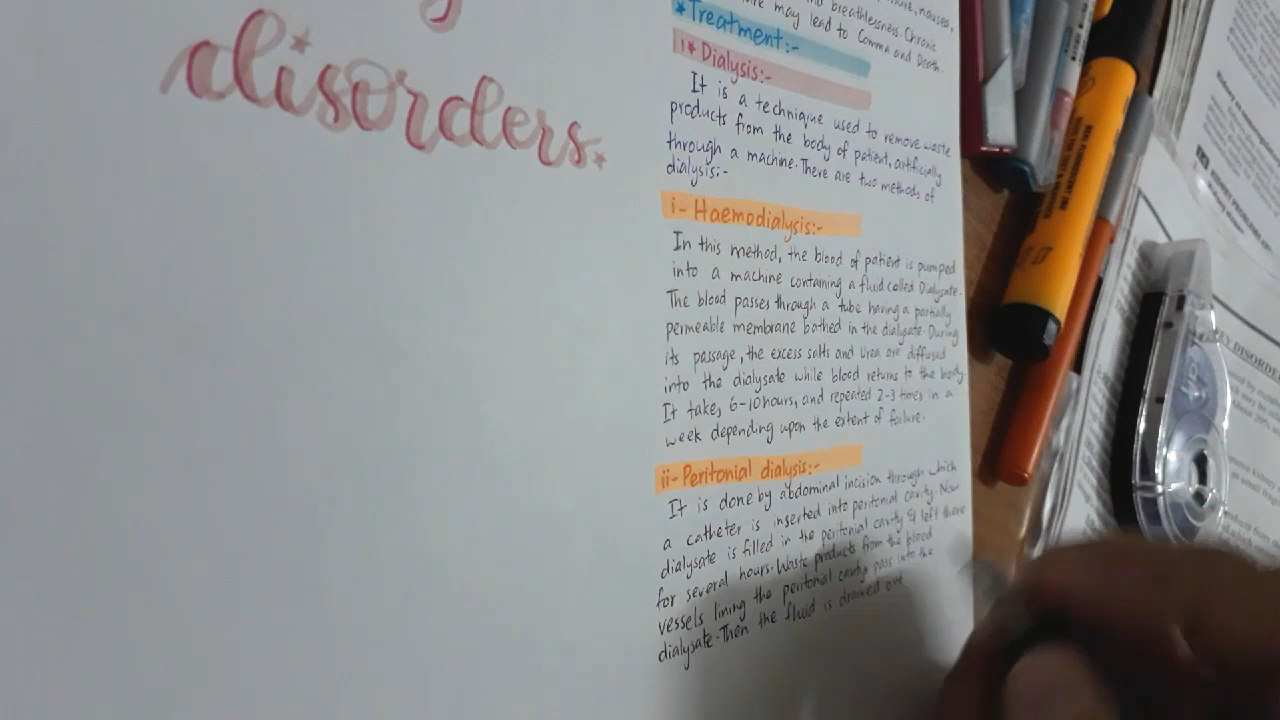 disorders
breathlessness. Chronic
may lead to Comma and Death.
*Treatment:-
1* Dialysis:-
It is a technique used to remove waste
products from the body of patient, artificially
through a machine. There are two methods of
dialysis:-
i- Haemodialysis:-
In this method, the blood of patient is pumped
into a machine containing a fluid called Dialysate.
The blood passes through a tube having a partially
permeable membrane bathed in the dialysate. During
its passage, the excess salts and Urea are diffused
into the dialysate while blood returns to the body.
It takes 6-10 hours, and repeated 2-3 times in a
week depending upon the extent of failure.
ii- Peritonial dialysis:-
It is done by abdominal incision through which
a catheter is inserted into peritonial cavity. Now
dialysate is filled in the peritonial cavity & left there
for several hours. Waste products from the blood
vessels lining the peritonial cavity pass into the
dialysate. Then the fluid is drained out